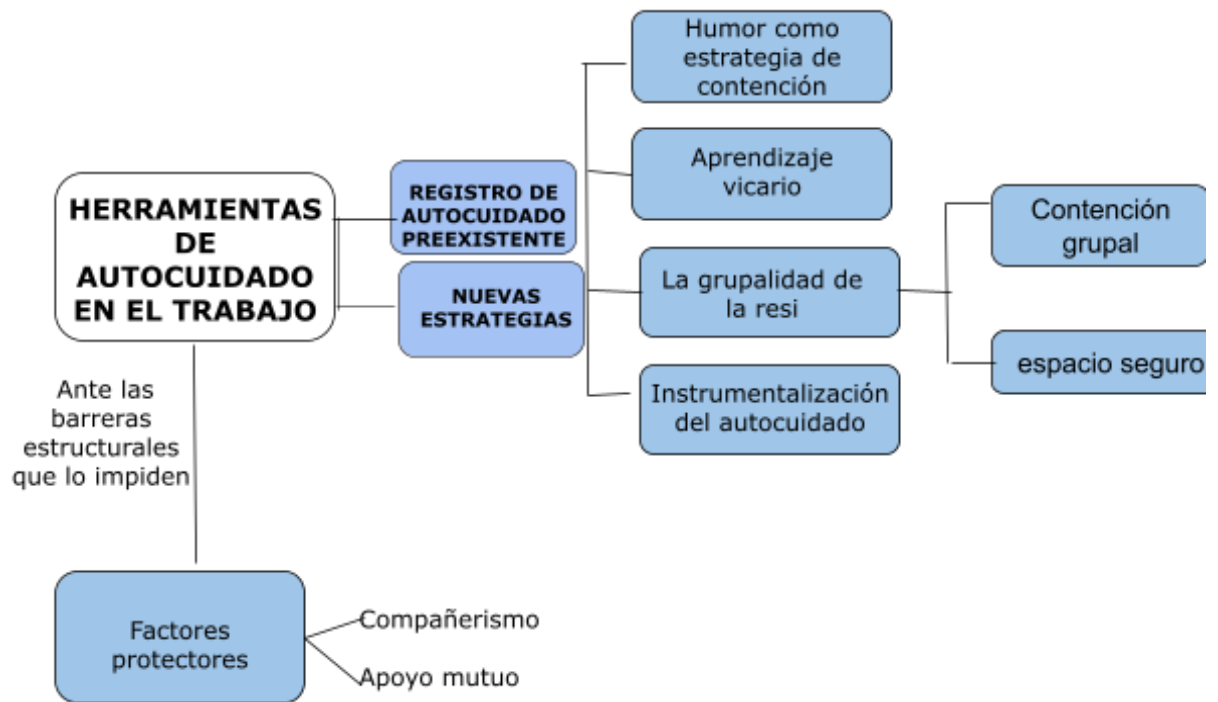 HERRAMIENTAS
DE
AUTOCUIDADO
EN EL TRABAJO
REGISTRO DE
AUTOCUIDADO
PREEXISTENTE
NUEVAS
ESTRATEGIAS
Humor como
estrategia de
contención
Aprendizaje
vicario
La grupalidad de
la resi
Instrumentalización
del autocuidado
Contención
grupal
espacio seguro
Ante las
barreras
estructurales
que lo impiden
Factores
protectores
Compañerismo
Apoyo mutuo